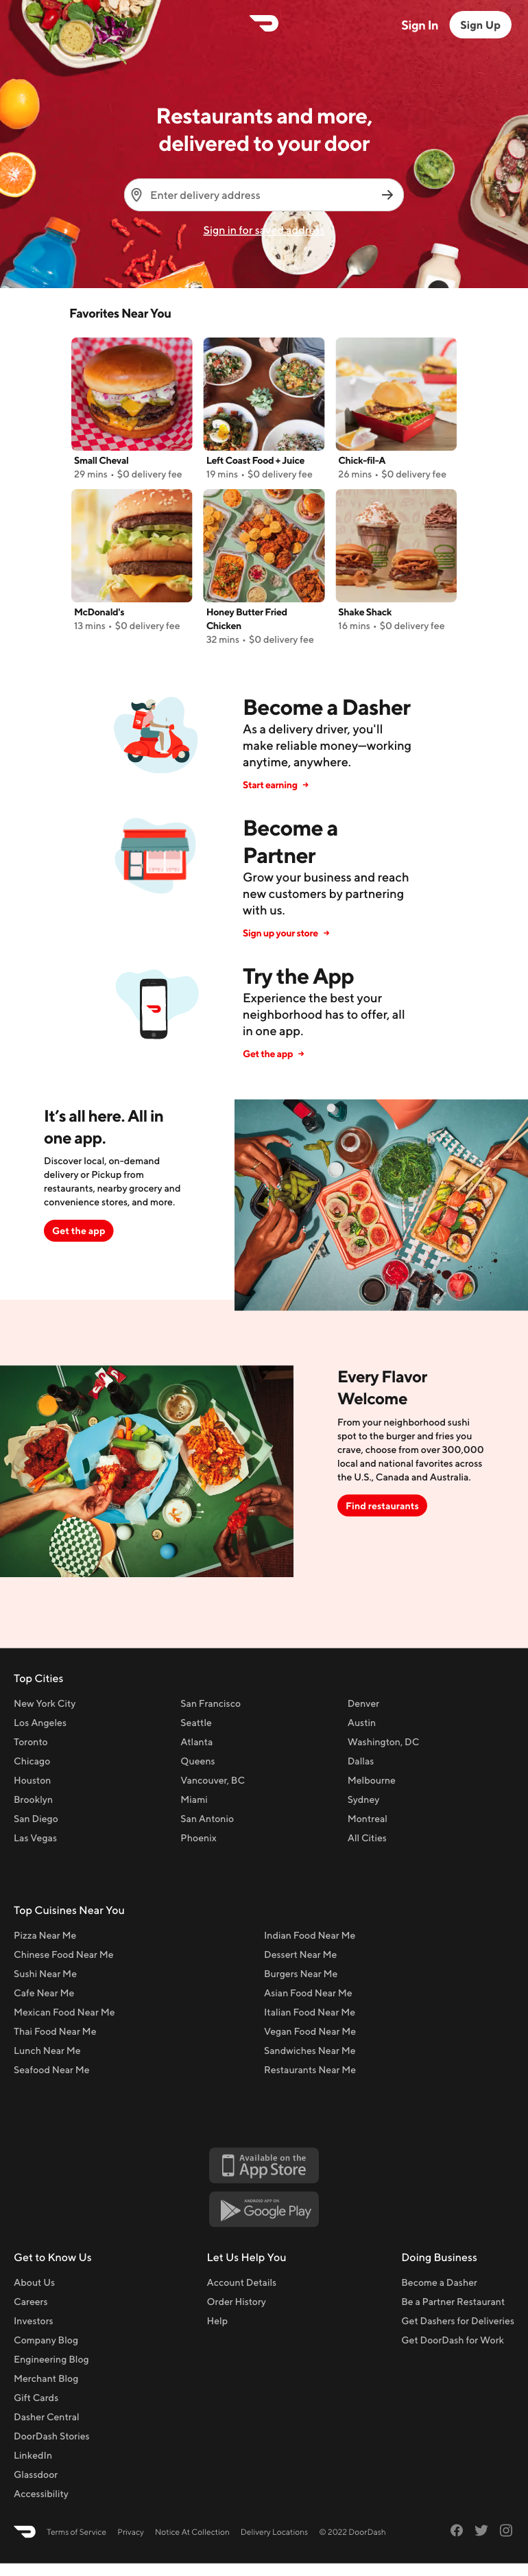 Sign In
Sign Up
Restaurants and more,
delivered to your door
Enter delivery address
Sign in for saved address
Favorites Near You
Small Cheval
29 mins • $0 delivery fee
Left Coast Food + Juice
19 mins • $0 delivery fee
Chick-fil-A
26 mins • $0 delivery fee
McDonald's
13 mins • $0 delivery fee
Honey Butter Fried
Chicken
32 mins • $0 delivery fee
Shake Shack
16 mins • $0 delivery fee
Become a Dasher
As a delivery driver, you'll
make reliable money—working
anytime, anywhere.
Start earning →
Become a
Partner
Grow your business and reach
new customers by partnering
with us.
Sign up your store →
Try the App
Experience the best your
neighborhood has to offer, all
in one app.
Get the app →
It’s all here. All in
one app.
Discover local, on-demand
delivery or Pickup from
restaurants, nearby grocery and
convenience stores, and more.
Get the app
Every Flavor
Welcome
From your neighborhood sushi
spot to the burger and fries you
crave, choose from over 300,000
local and national favorites across
the U.S., Canada and Australia.
Find restaurants
Top Cities
New York City
Los Angeles
Toronto
Chicago
Houston
Brooklyn
San Diego
Las Vegas
San Francisco
Seattle
Atlanta
Queens
Vancouver, BC
Miami
San Antonio
Phoenix
Denver
Austin
Washington, DC
Dallas
Melbourne
Sydney
Montreal
All Cities
Top Cuisines Near You
Pizza Near Me
Chinese Food Near Me
Sushi Near Me
Cafe Near Me
Mexican Food Near Me
Thai Food Near Me
Lunch Near Me
Seafood Near Me
Indian Food Near Me
Dessert Near Me
Burgers Near Me
Asian Food Near Me
Italian Food Near Me
Vegan Food Near Me
Sandwiches Near Me
Restaurants Near Me
Available on the
App Store
ANDROID APP ON
Google Play
Get to Know Us
About Us
Careers
Investors
Company Blog
Engineering Blog
Merchant Blog
Gift Cards
Dasher Central
DoorDash Stories
LinkedIn
Glassdoor
Accessibility
Let Us Help You
Account Details
Order History
Help
Doing Business
Become a Dasher
Be a Partner Restaurant
Get Dashers for Deliveries
Get DoorDash for Work
Terms of Service
Privacy
Notice At Collection
Delivery Locations
© 2022 DoorDash